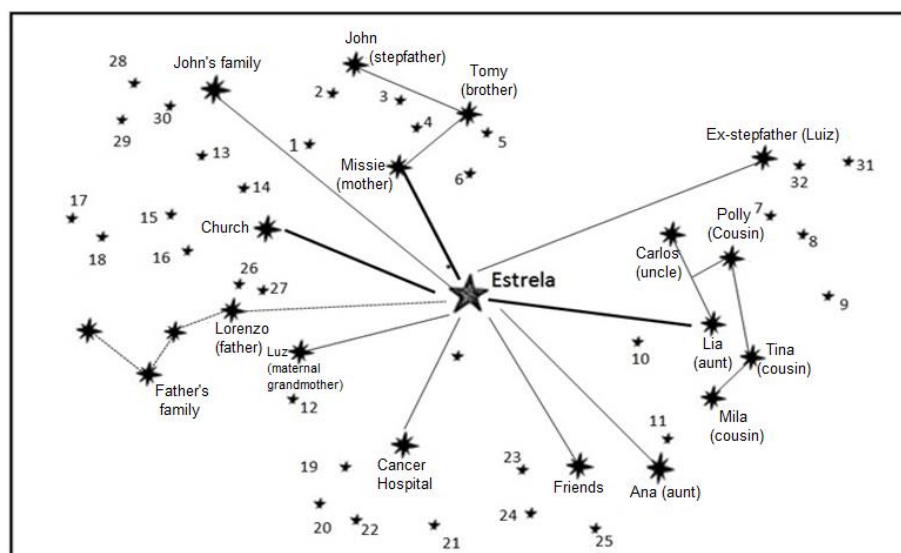 John
(stepfather)
John's family
Tomy
(brother)
28
2
3
30
4
29
5
1
13
Ex-stepfather (Luiz)
Missie
(mother)
6
31
32
14
17
15
7
Polly
(Cousin)
Church
8
18
16
Carlos
(uncle)
26
Estrela
27
9
Lorenzo
(father)
10
Lia
(aunt)
Tina
(cousin)
Luz
(maternal
grandmother)
Father's
family
12
Mila
(cousin)
11
19
Cancer
Hospital
23
Friends
Ana (aunt)
20
22
21
24
25